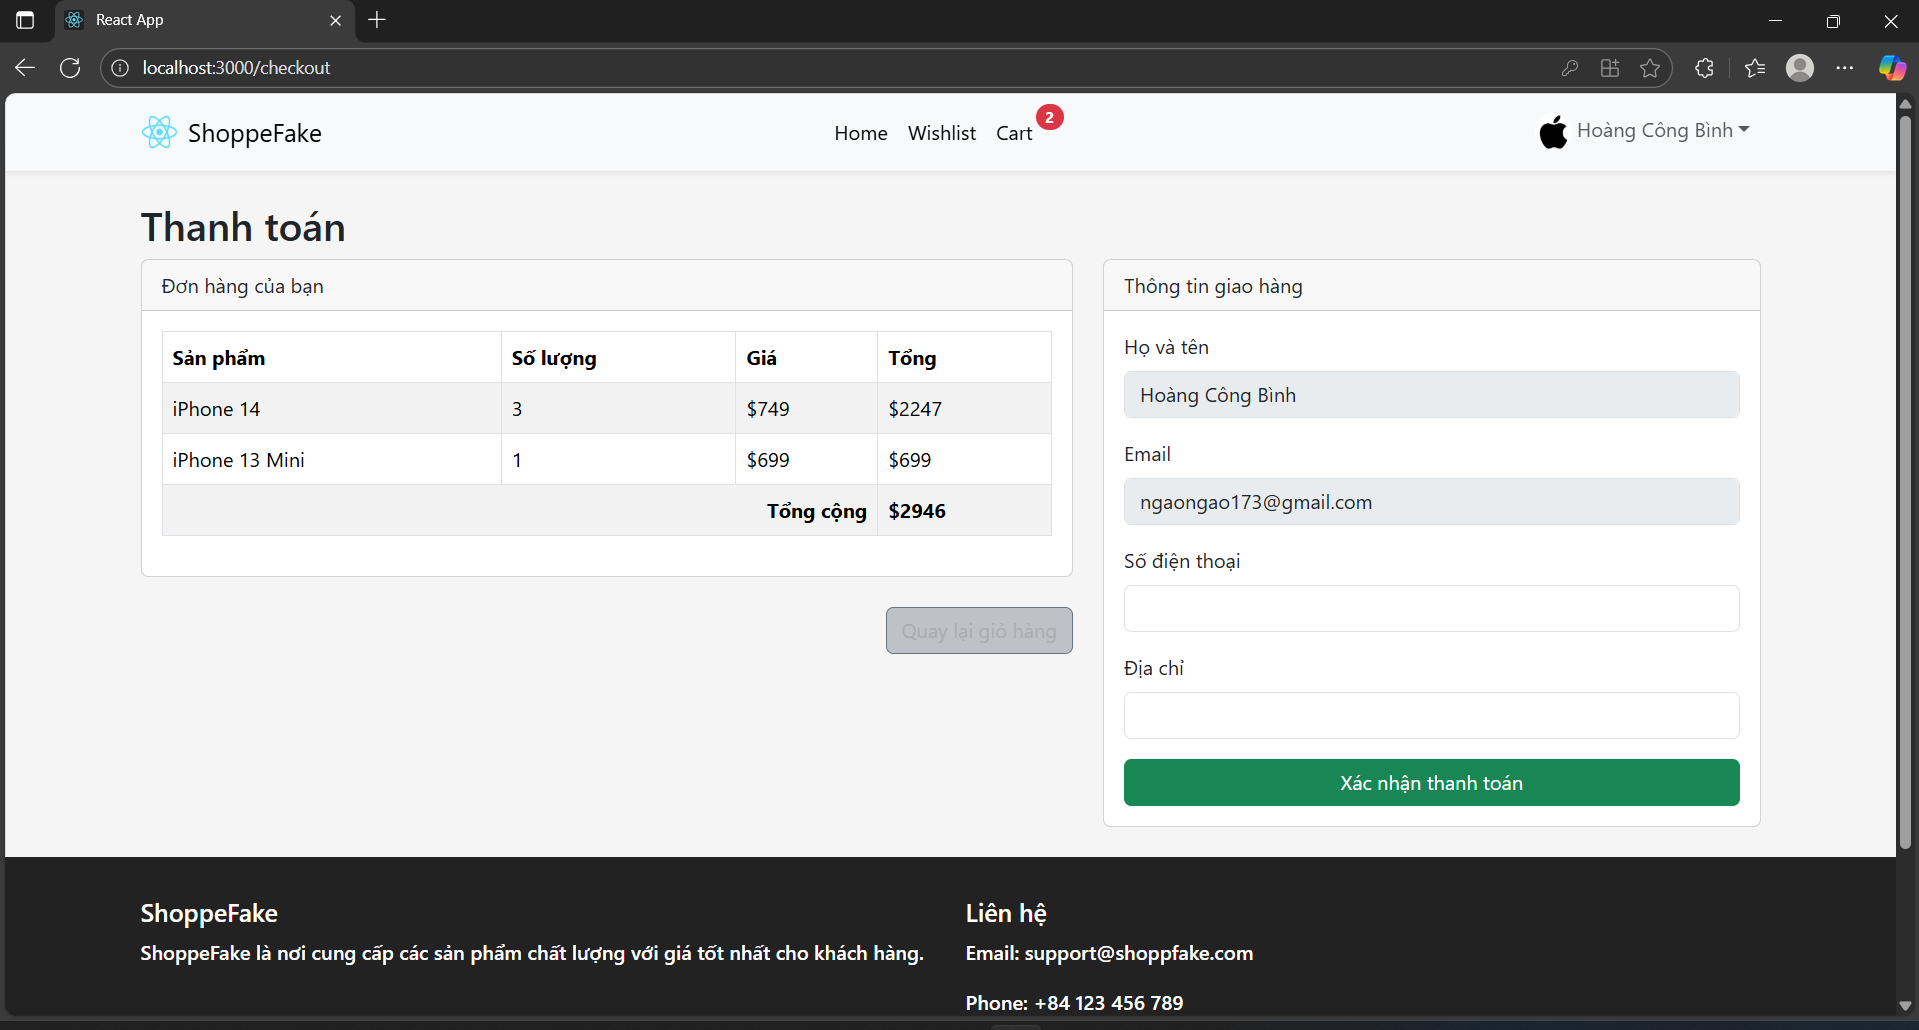 React App
localhost:3000/checkout
ShoppeFake
Home Wishlist Cart 2
Hoàng Công Bình
Thanh toán
Đơn hàng của bạn
Sản phẩm Số lượng Giá Tổng
iPhone 14 3 $749 $2247
iPhone 13 Mini 1 $699 $699
Tổng cộng $2946
Quay lại giỏ hàng
Thông tin giao hàng
Họ và tên
Hoàng Công Bình
Email
ngaongao173@gmail.com
Số điện thoại
Địa chỉ
Xác nhận thanh toán
ShoppeFake
ShoppeFake là nơi cung cấp các sản phẩm chất lượng với giá tốt nhất cho khách hàng.
Liên hệ
Email: support@shoppfake.com
Phone: +84 123 456 789